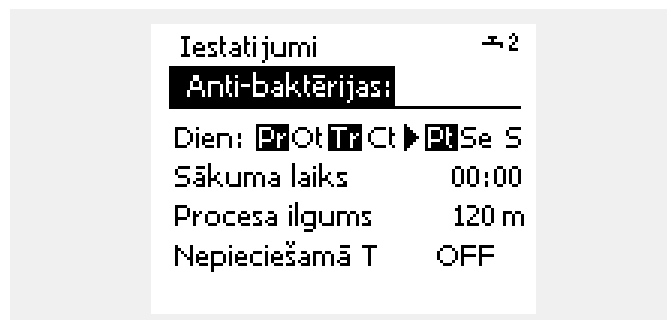 Iestatijumi 2
Anti-baktērijas:
Dien: Pr Ot Tr Ct ▶ Pt Se S
Sākuma laiks 00:00
Procesa ilgums 120 m
Nepieciešamā T OFF